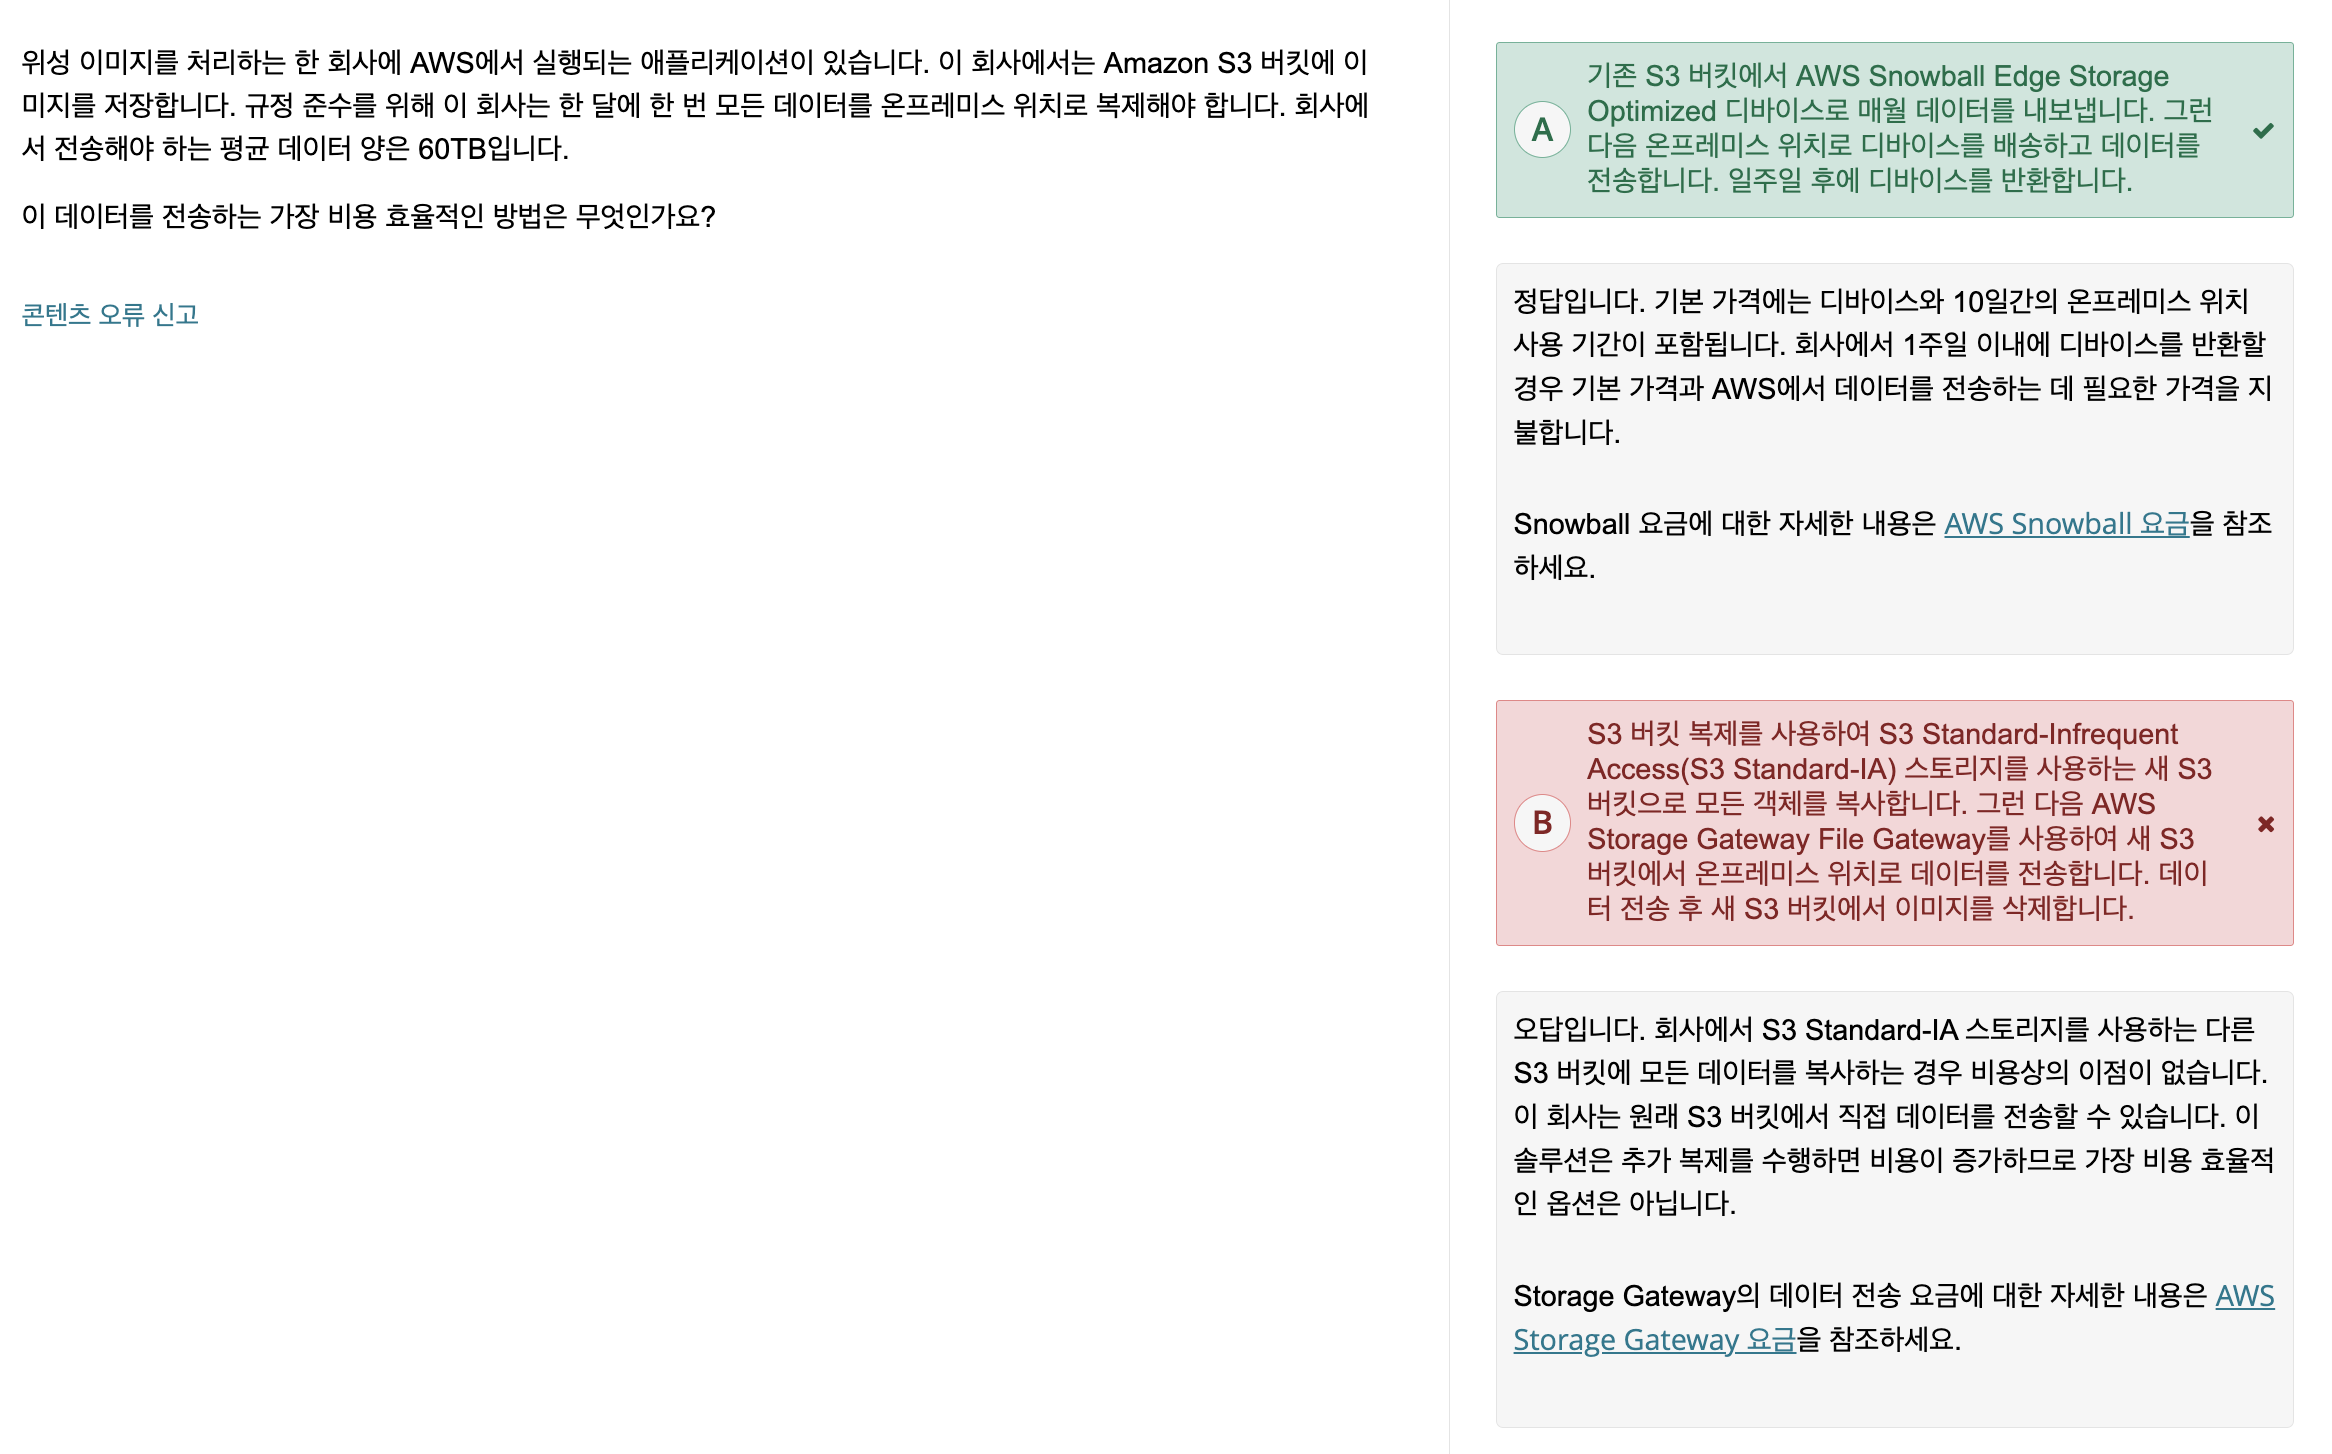 위성 이미지를 처리하는 한 회사에 AWS에서 실행되는 애플리케이션이 있습니다. 이 회사에서는 Amazon S3 버킷에 이
미지를 저장합니다. 규정 준수를 위해 이 회사는 한 달에 한 번 모든 데이터를 온프레미스 위치로 복제해야 합니다. 회사에
서 전송해야 하는 평균 데이터 양은 60TB입니다.
이 데이터를 전송하는 가장 비용 효율적인 방법은 무엇인가요?
콘텐츠 오류 신고
A
기존 S3 버킷에서 AWS Snowball Edge Storage
Optimized 디바이스로 매월 데이터를 내보냅니다. 그런
다음 온프레미스 위치로 디바이스를 배송하고 데이터를
전송합니다. 일주일 후에 디바이스를 반환합니다.
정답입니다. 기본 가격에는 디바이스와 10일간의 온프레미스 위치
사용 기간이 포함됩니다. 회사에서 1주일 이내에 디바이스를 반환할
경우 기본 가격과 AWS에서 데이터를 전송하는 데 필요한 가격을 지
불합니다.
Snowball 요금에 대한 자세한 내용은 AWS Snowball 요금을 참조
하세요.
B
S3 버킷 복제를 사용하여 S3 Standard-Infrequent
Access(S3 Standard-IA) 스토리지를 사용하는 새 S3
버킷으로 모든 객체를 복사합니다. 그런 다음 AWS
Storage Gateway File Gateway를 사용하여 새 S3
버킷에서 온프레미스 위치로 데이터를 전송합니다. 데이
터 전송 후 새 S3 버킷에서 이미지를 삭제합니다.
오답입니다. 회사에서 S3 Standard-IA 스토리지를 사용하는 다른
S3 버킷에 모든 데이터를 복사하는 경우 비용상의 이점이 없습니다.
이 회사는 원래 S3 버킷에서 직접 데이터를 전송할 수 있습니다. 이
솔루션은 추가 복제를 수행하면 비용이 증가하므로 가장 비용 효율적
인 옵션은 아닙니다.
Storage Gateway의 데이터 전송 요금에 대한 자세한 내용은 AWS
Storage Gateway 요금을 참조하세요.